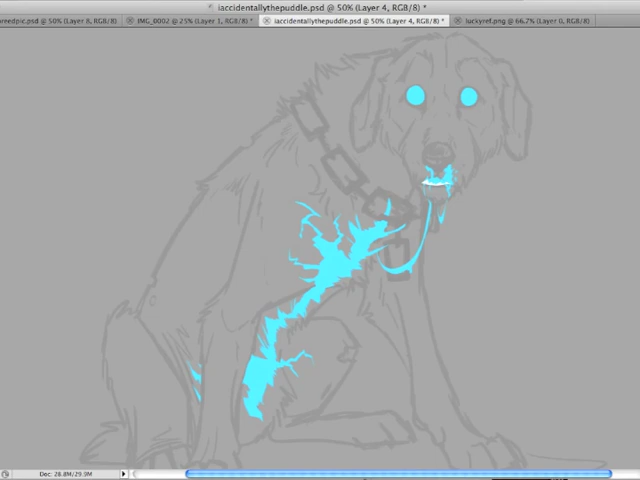 iaccidentallythepuddle.psd @ 50% (Layer 4, RGB/8) *
reedpic.psd @ 50% (Layer 8, RGB/8) IMG_0002 @ 25% (Layer 1, RGB/8) * iaccidentallythepuddle.psd @ 50% (Layer 4, RGB/8) * luckyref.png @ 66.7% (Layer 0, RGB/8)
Doc: 28.8M/29.9M